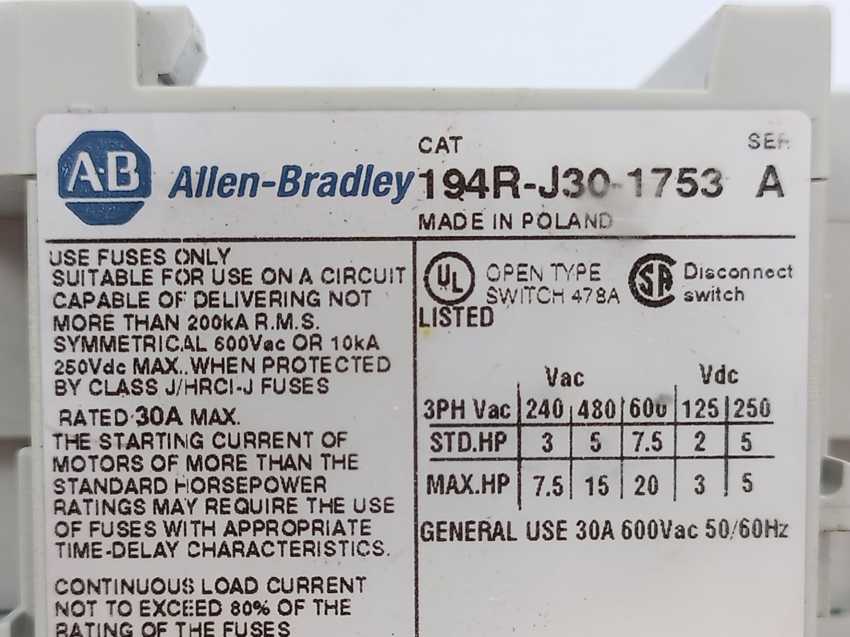 A-B Allen-Bradley
CAT
194R-J30-1753
SER
A
MADE IN POLAND
USE FUSES ONLY
SUITABLE FOR USE ON A CIRCUIT
CAPABLE OF DELIVERING NOT
MORE THAN 200kA R.M.S.
SYMMETRICAL 600Vac OR 10kA
250Vdc MAX., WHEN PROTECTED
BY CLASS J/HRCI-J FUSES
RATED 30A MAX.
THE STARTING CURRENT OF
MOTORS OF MORE THAN THE
STANDARD HORSEPOWER
RATINGS MAY REQUIRE THE USE
OF FUSES WITH APPROPRIATE
TIME-DELAY CHARACTERISTICS.
CONTINUOUS LOAD CURRENT
NOT TO EXCEED 80% OF THE
RATING OF THE FUSES
UL
LISTED
OPEN TYPE
SWITCH 478A
SA
Disconnect
switch
Vac Vdc
3PH Vac 240 480 600 125 250
STD.HP 3 5 7.5 2 5
MAX.HP 7.5 15 20 3 5
GENERAL USE 30A 600Vac 50/60Hz